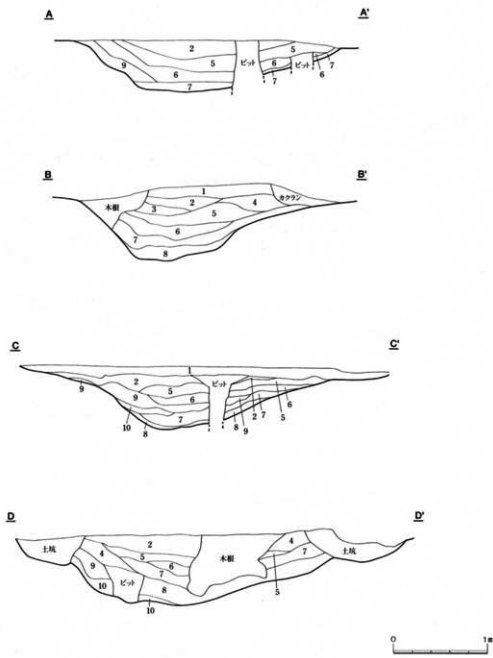 A A'
2 5
9 5 ピット 6 ピット 6 7
6 7
7
B B'
1
木根 3 2 4 カクラン
5
7 6
8
C C'
1
2 5 ピット 6
9 9 6 7 5
10 8 7 8 9 2
D D'
2 4
土坑 4 5 木根 7 土坑
9 6
10 ピット 7 8 5
10
0 1m